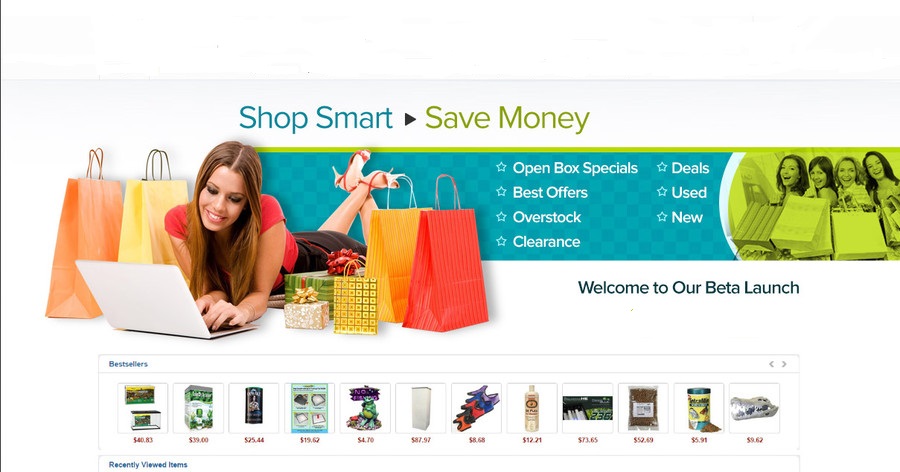 Shop Smart ▸ Save Money
Open Box Specials
Best Offers
Overstock
Clearance
Deals
Used
New
Welcome to Our Beta Launch
Bestsellers
$40.83 $39.00 $25.44 $19.62 $4.70 $87.97 $8.68 $12.21 $73.65 $52.69 $5.91 $9.62
Recently Viewed Items